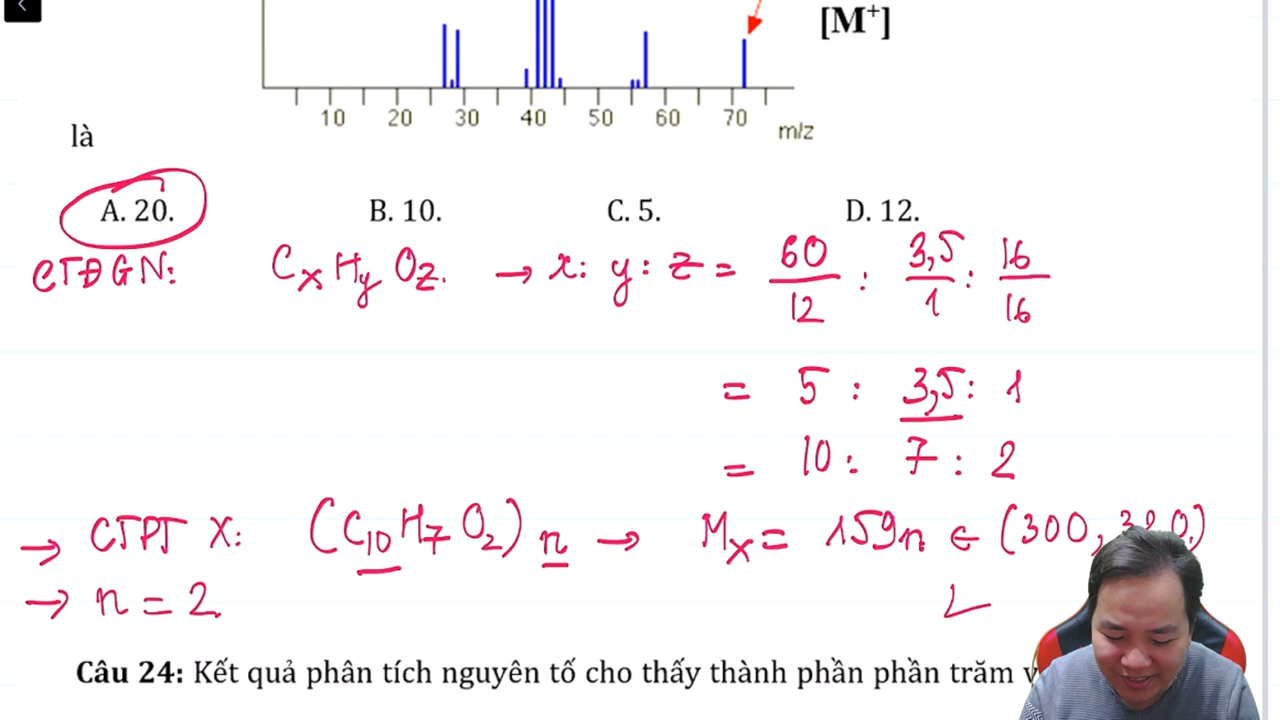 [M⁺]
10 20 30 40 50 60 70
m/z
là
A. 20. B. 10. C. 5. D. 12.
CTĐGN: CxHyOz. → x: y: z = 60/12 : 3,5/1 : 16/16
= 5 : 3,5 : 1
= 10 : 7 : 2
→ CTPT X: (C₁₀H₇O₂)n → Mx = 159n ∈ (300,
→ n = 2
Câu 24: Kết quả phân tích nguyên tố cho thấy thành phần phần trăm